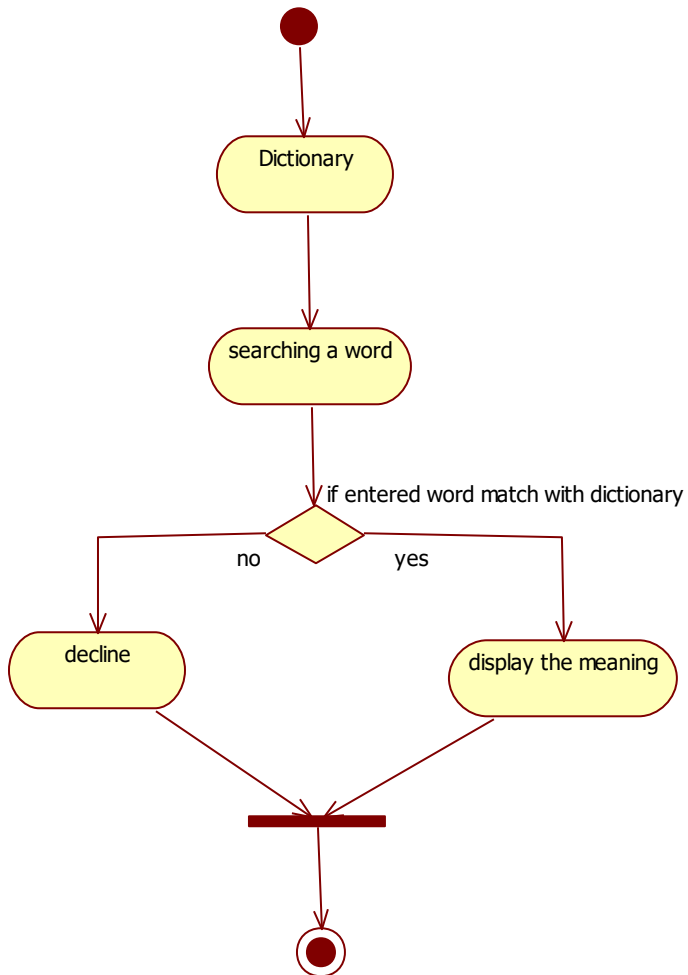 Dictionary
searching a word
if entered word match with dictionary
no
yes
decline
display the meaning